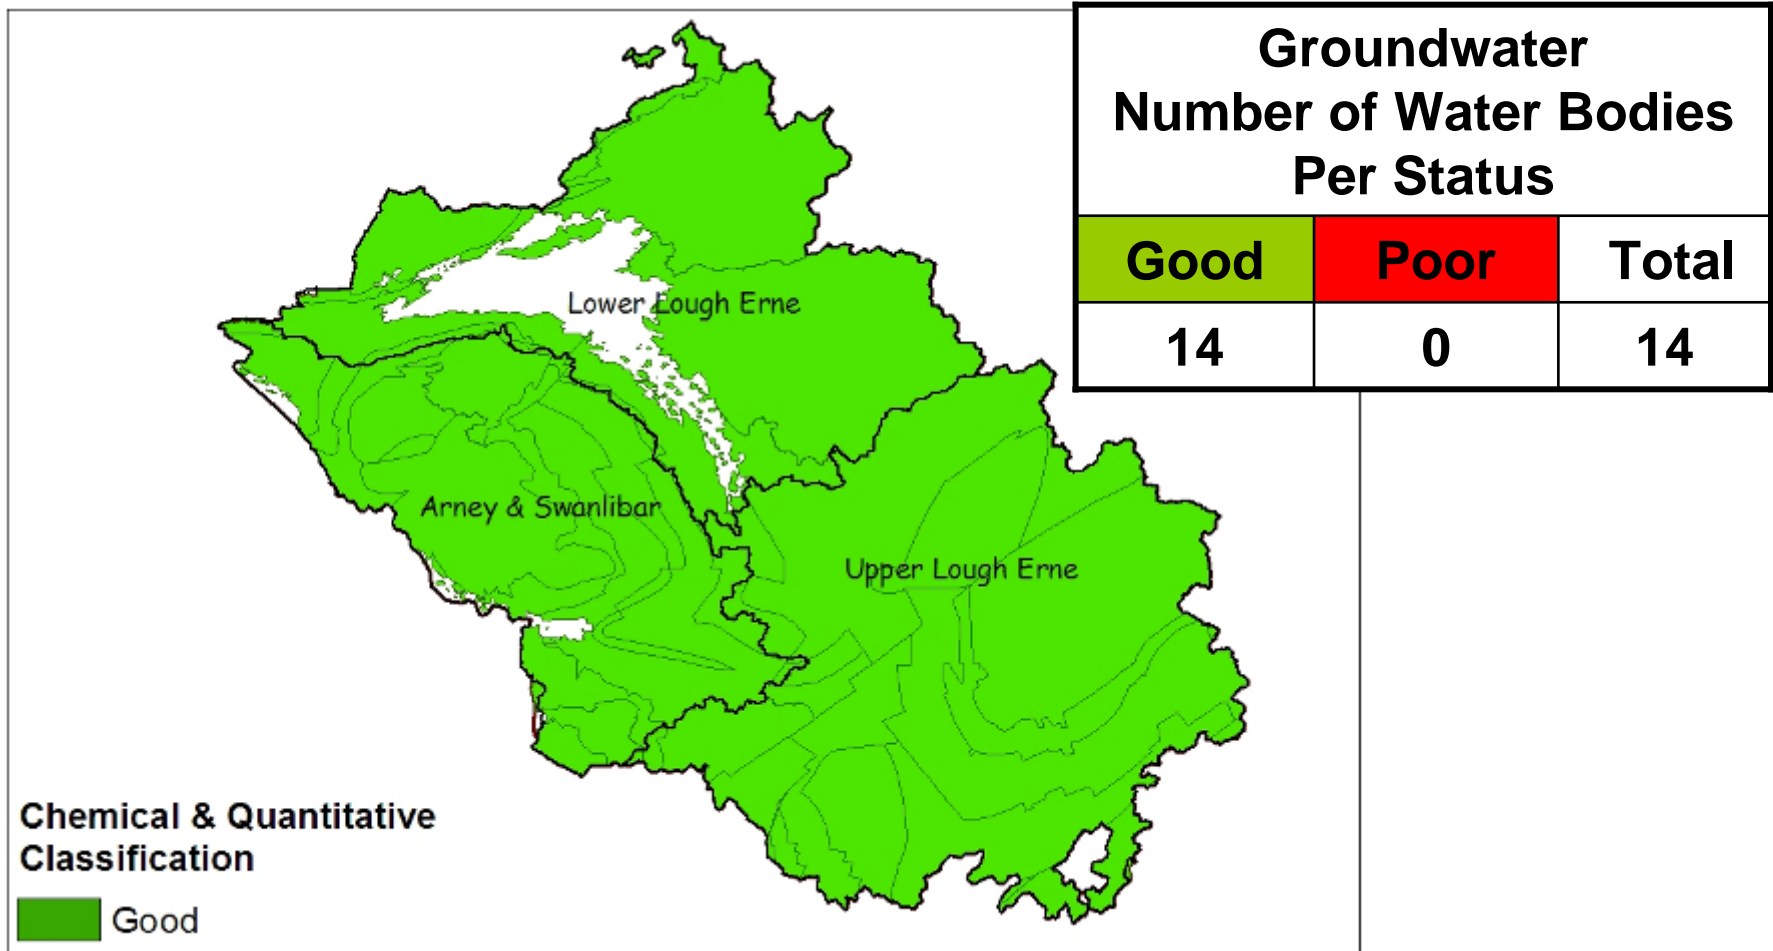 Groundwater
Number of Water Bodies
Per Status
Good Poor Total
14 0 14
Lower Lough Erne
Arney & Swanlibar
Upper Lough Erne
Chemical & Quantitative
Classification
Good